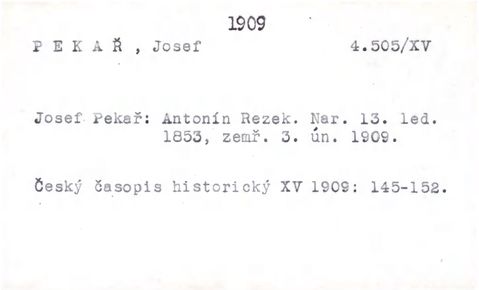 1909
P E K A Ř , Josef 4.505/XV
Josef Pekař: Antonín Rezek. Nar. 13. led.
1853, zemř. 3. ún. 1909.
Český časopis historický XV 1909: 145-152.